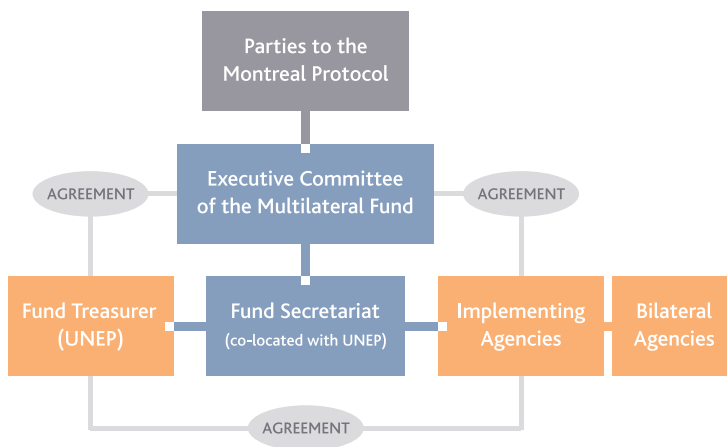 Parties to the
Montreal Protocol
Executive Committee
of the Multilateral Fund
AGREEMENT
AGREEMENT
Fund Treasurer
(UNEP)
Fund Secretariat
(co-located with UNEP)
Implementing
Agencies
Bilateral
Agencies
AGREEMENT